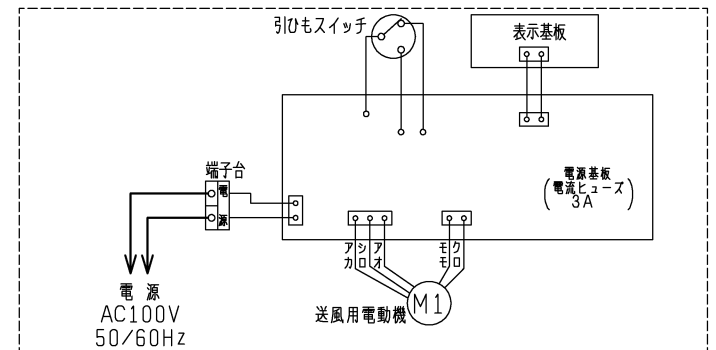 引ひもスイッチ
表示基板
端子台
電
源
電源基板
(電流ヒューズ)
3A
アカ
シロ
アオ
モモ
クロ
送風用電動機
M1
電 源
AC100V
50/60Hz